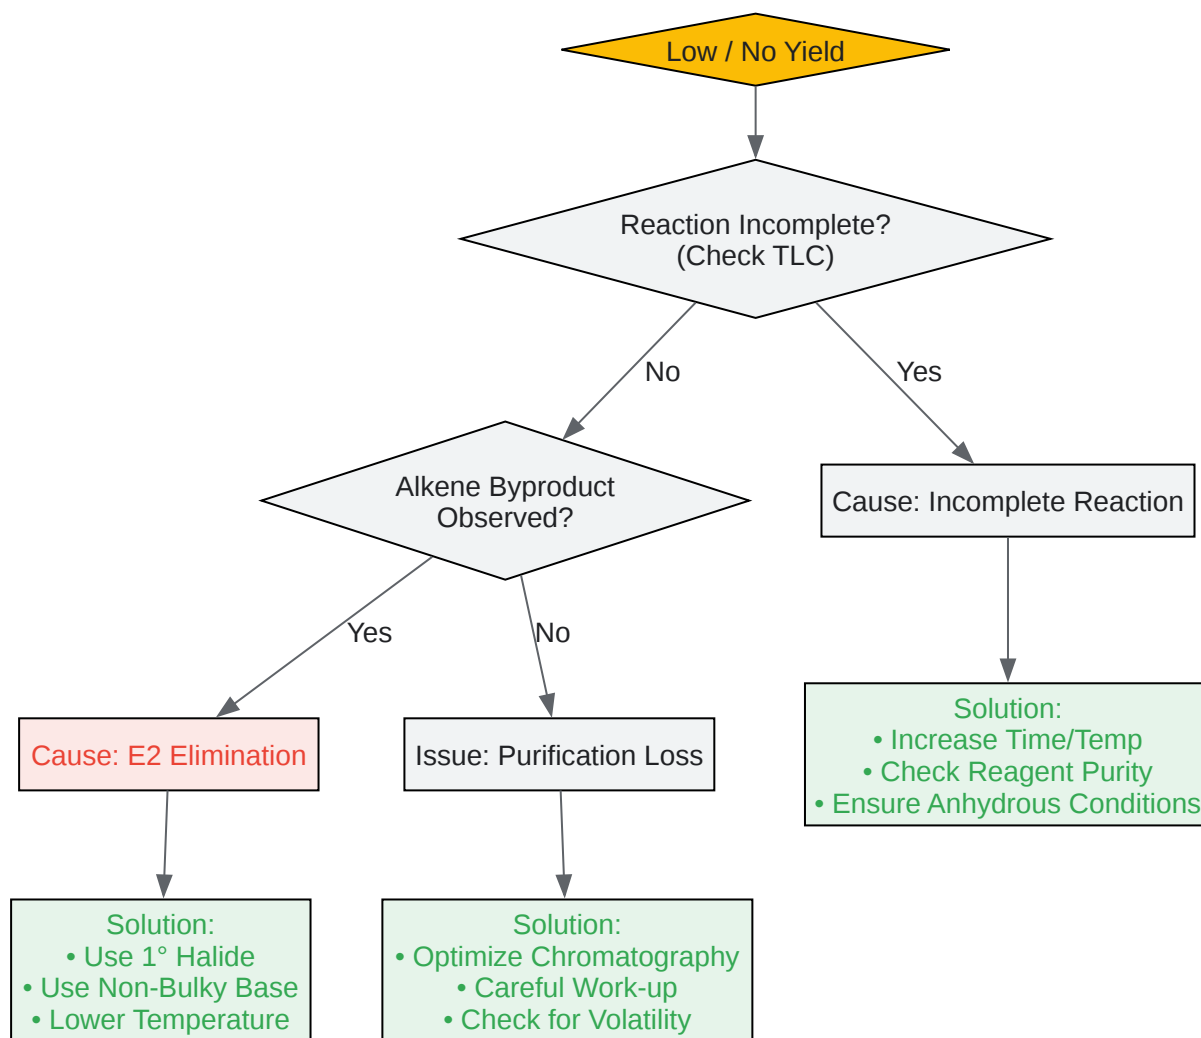 Low / No Yield
Reaction Incomplete?
(Check TLC)
No
Yes
Alkene Byproduct
Observed?
Cause: Incomplete Reaction
Yes
No
Cause: E2 Elimination
Issue: Purification Loss
Solution:
• Increase Time/Temp
• Check Reagent Purity
• Ensure Anhydrous Conditions
Solution:
• Use 1° Halide
• Use Non-Bulky Base
• Lower Temperature
Solution:
• Optimize Chromatography
• Careful Work-up
• Check for Volatility